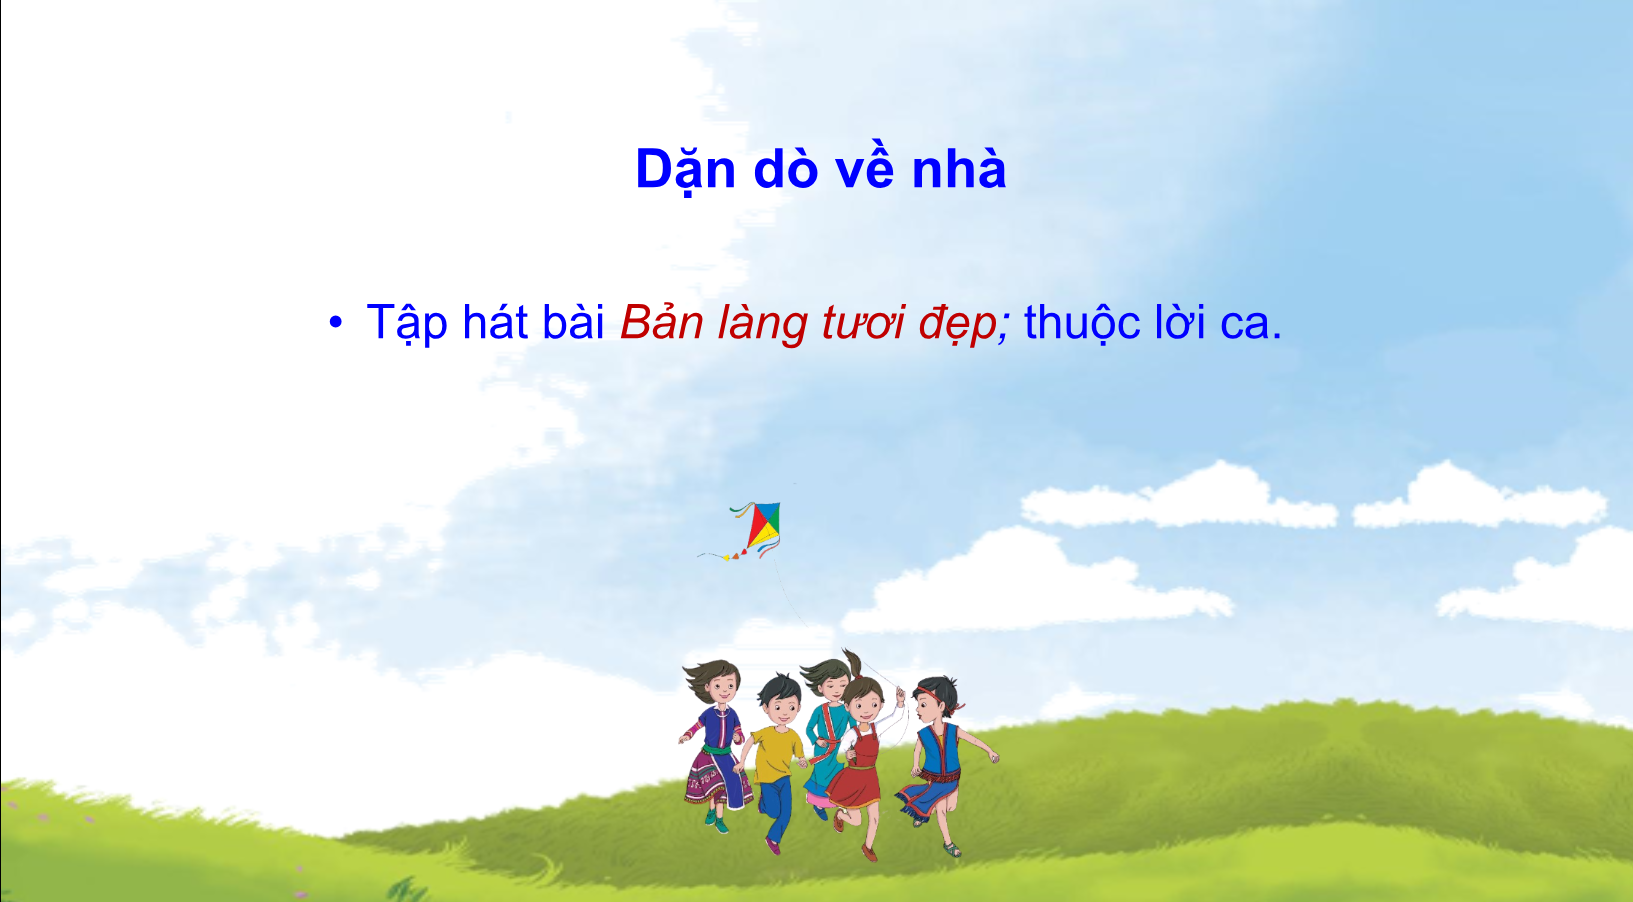 Dặn dò về nhà
• Tập hát bài Bản làng tươi đẹp; thuộc lời ca.